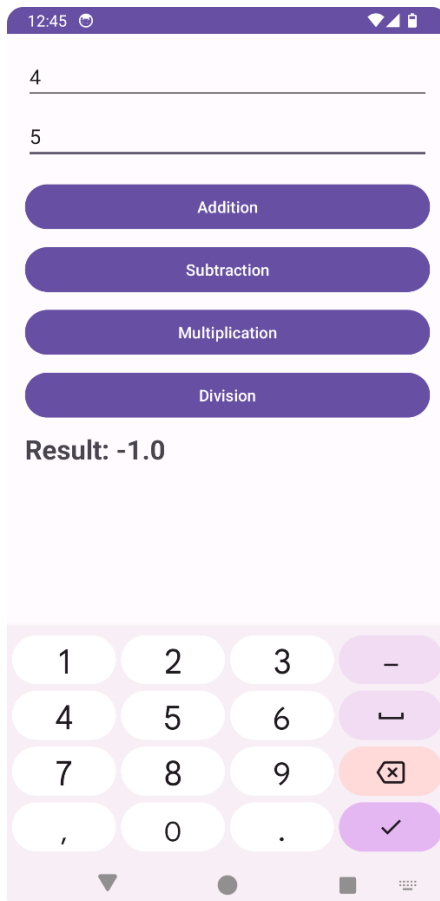 12:45
4
5
Addition
Subtraction
Multiplication
Division
Result: -1.0
1 2 3 –
4 5 6
7 8 9
, 0 .